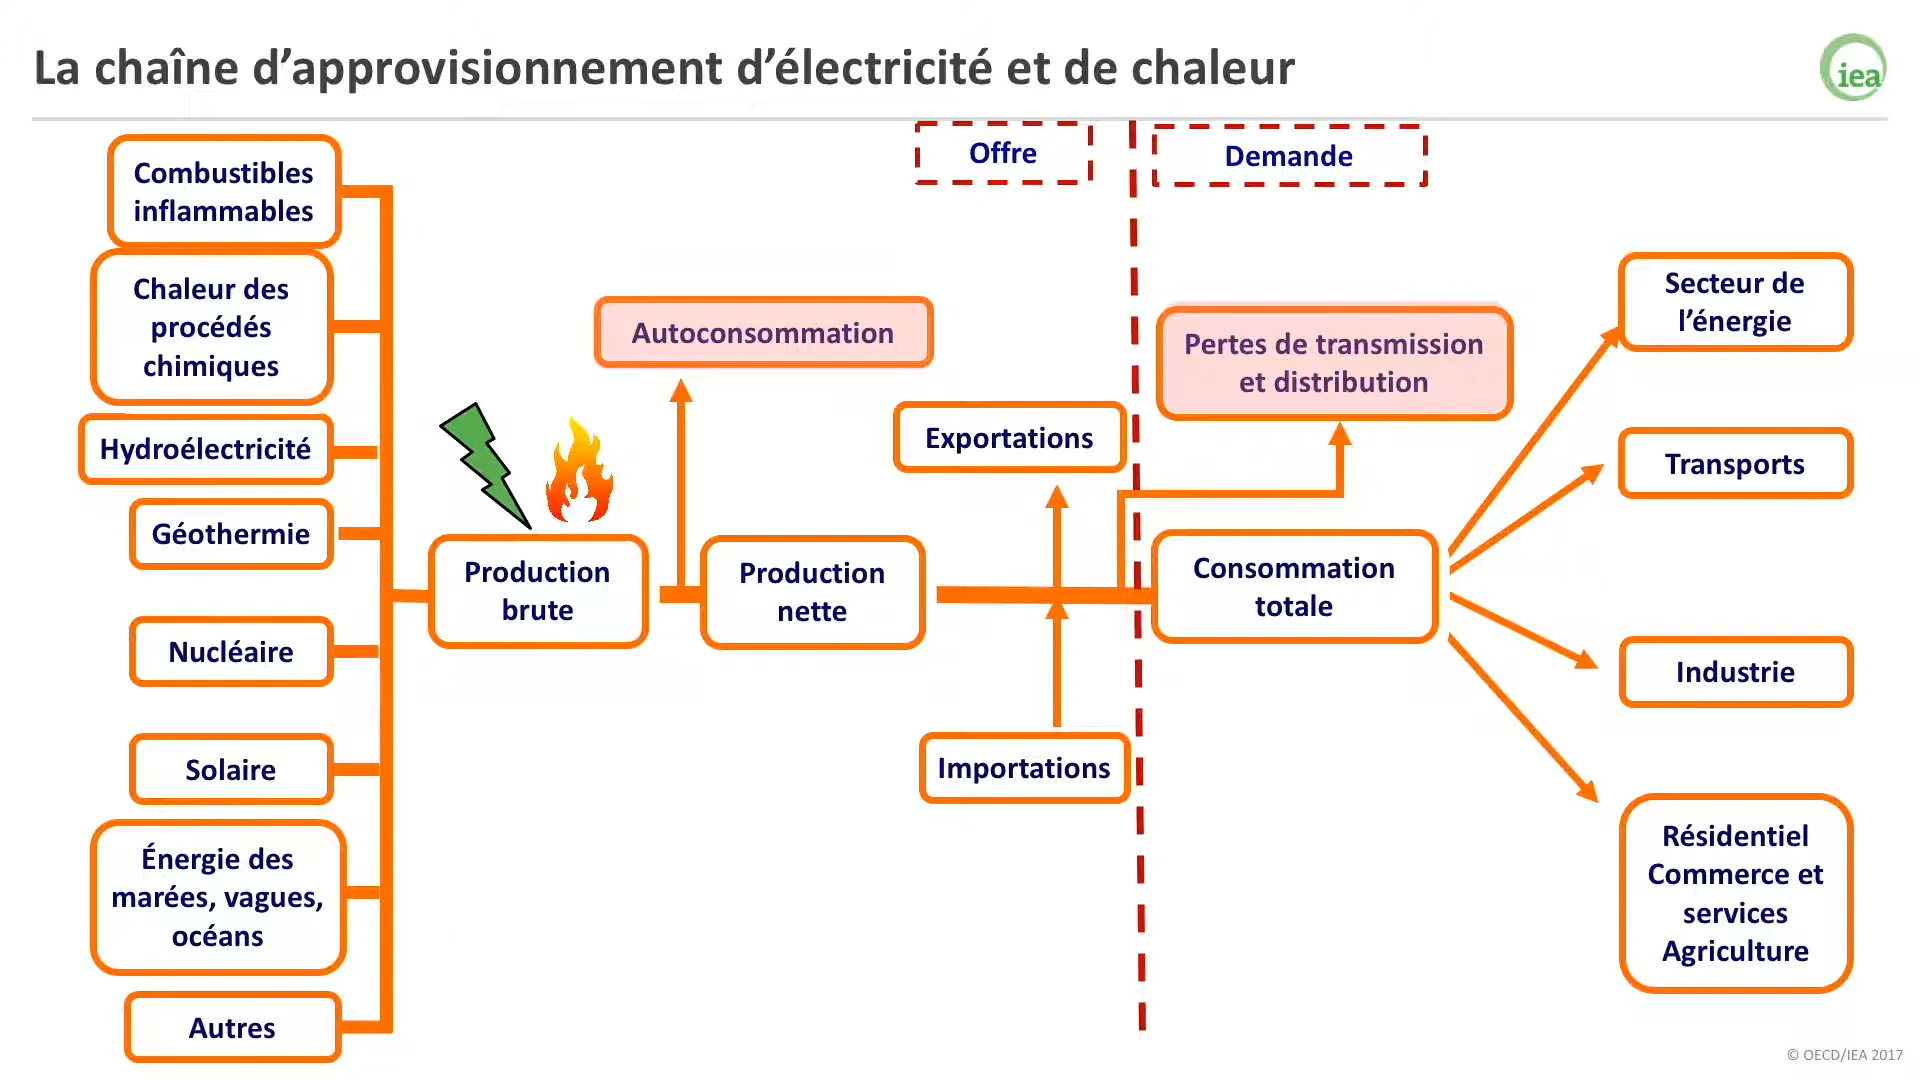 La chaîne d’approvisionnement d’électricité et de chaleur
iea
Offre
Demande
Combustibles
inflammables
Chaleur des
procédés
chimiques
Hydroélectricité
Géothermie
Nucléaire
Solaire
Énergie des
marées, vagues,
océans
Autres
Production
brute
Autoconsommation
Production
nette
Exportations
Importations
Pertes de transmission
et distribution
Consommation
totale
Secteur de
l’énergie
Transports
Industrie
Résidentiel
Commerce et
services
Agriculture
© OECD/IEA 2017